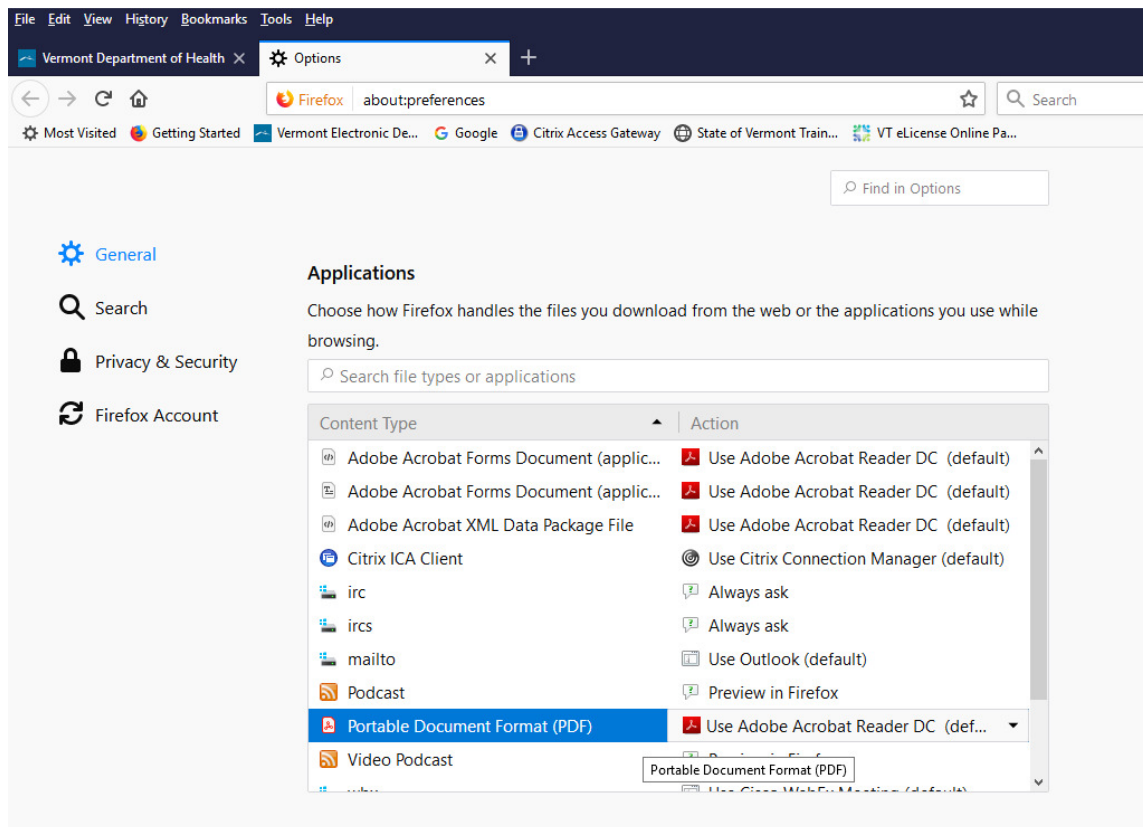 File Edit View History Bookmarks Tools Help
Vermont Department of Health
Options
Firefox about:preferences
Search
Most Visited Getting Started Vermont Electronic De... Google Citrix Access Gateway State of Vermont Train... VT eLicense Online Pa...
Find in Options
General
Search
Privacy & Security
Firefox Account
Applications
Choose how Firefox handles the files you download from the web or the applications you use while
browsing.
Search file types or applications
Content Type Action
Adobe Acrobat Forms Document (applic... Use Adobe Acrobat Reader DC (default)
Adobe Acrobat Forms Document (applic... Use Adobe Acrobat Reader DC (default)
Adobe Acrobat XML Data Package File Use Adobe Acrobat Reader DC (default)
Citrix ICA Client Use Citrix Connection Manager (default)
irc Always ask
ircs Always ask
mailto Use Outlook (default)
Podcast Preview in Firefox
Portable Document Format (PDF) Use Adobe Acrobat Reader DC (def...
Video Podcast
Portable Document Format (PDF)
Use Cisco WebEx Meeting (default)